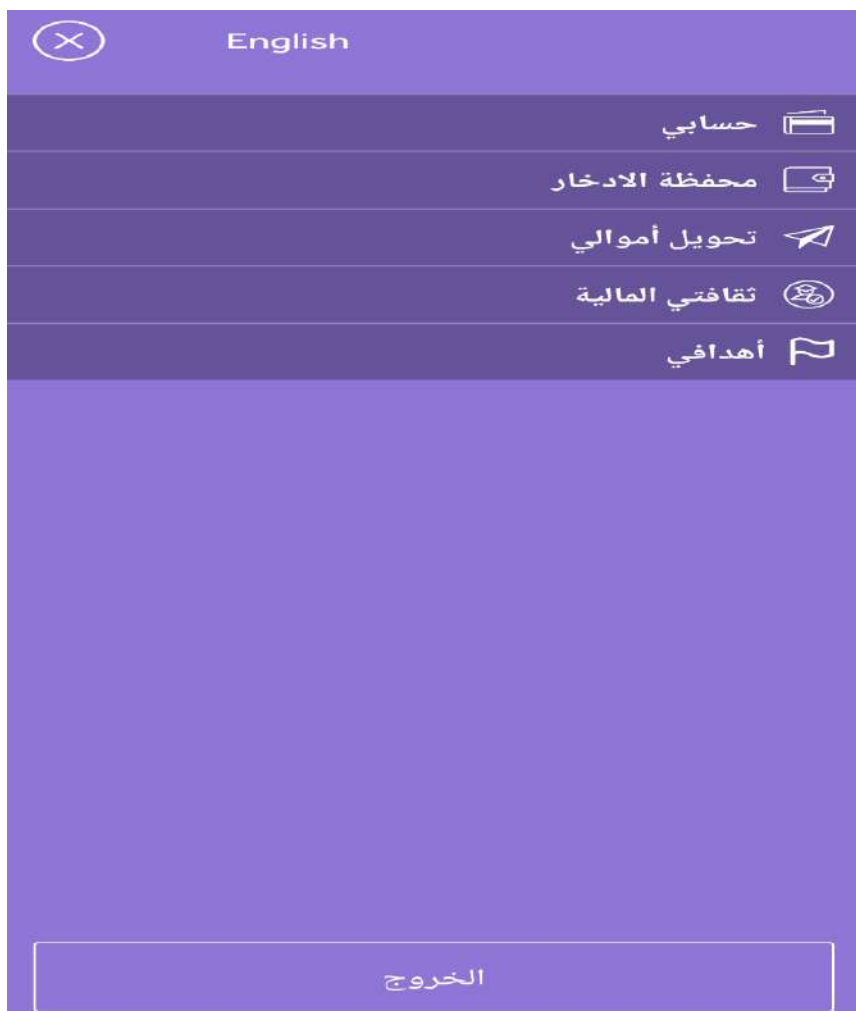 English
حسابي
محفظة الادخار
تحويل أموالي
ثقافتي المالية
أهدافي
الخروج